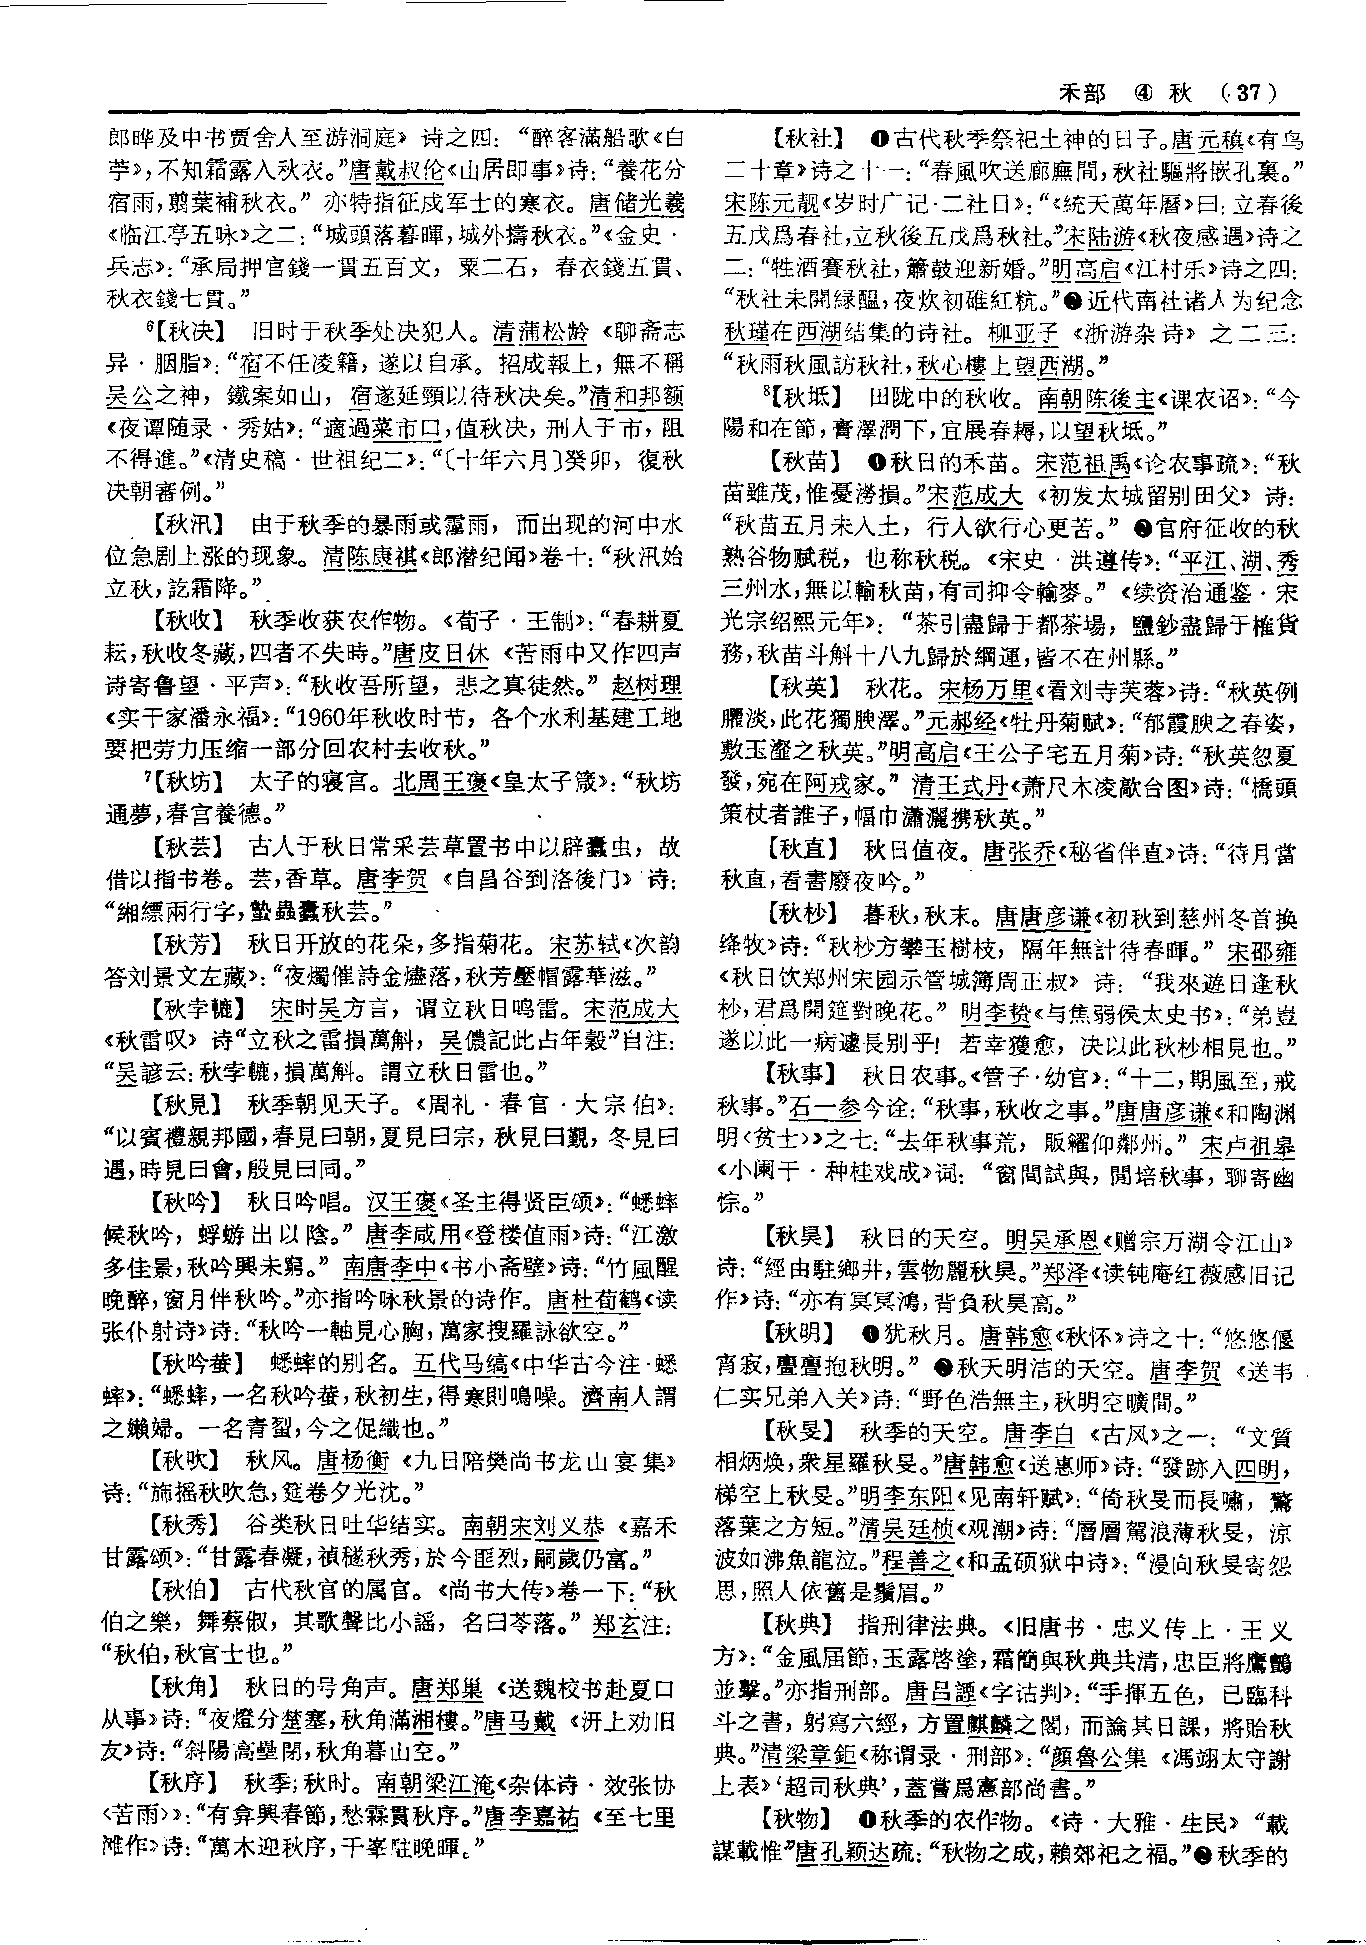 禾部 ④ 秋 (37)
郎晔及中书贾舍人至游洞庭》诗之四：“醉客滿船歌《白
苧》，不知霜露入秋衣。”唐戴叔伦《山居即事》诗：“養花分
宿雨，翦葉補秋衣。”亦特指征戍军士的寒衣。唐储光羲
《临江亭五咏》之二：“城頭落暮暉，城外擣秋衣。”《金史·
兵志》：“承局押官錢一貫五百文，粟二石，春衣錢五貫、
秋衣錢七貫。”
⁶【秋决】 旧时于秋季处决犯人。清蒲松龄《聊斋志
异·胭脂》：“宿不任凌籍，遂以自承。招成報上，無不稱
吴公之神，鐵案如山，宿遂延頸以待秋决矣。”清和邦额
《夜谭随录·秀姑》：“適過菜市口，值秋决，刑人于市，阻
不得進。”《清史稿·世祖纪二》：“〔十年六月〕癸卯，復秋
决朝審例。”
【秋汛】 由于秋季的暴雨或霪雨，而出现的河中水
位急剧上涨的现象。清陈康祺《郎潜纪闻》卷十：“秋汛始
立秋，訖霜降。”
【秋收】 秋季收获农作物。《荀子·王制》：“春耕夏
耘，秋收冬藏，四者不失時。”唐皮日休《苦雨中又作四声
诗寄鲁望·平声》：“秋收吾所望，悲之真徒然。”赵树理
《实干家潘永福》：“1960年秋收时节，各个水利基建工地
要把劳力压缩一部分回农村去收秋。”
⁷【秋坊】 太子的寝宫。北周王褒《皇太子箴》：“秋坊
通夢，春宫養德。”
【秋芸】 古人于秋日常采芸草置书中以辟蠹虫，故
借以指书卷。芸，香草。唐李贺《自昌谷到洛後门》诗：
“緗縹兩行字，蟄蟲蠹秋芸。”
【秋芳】 秋日开放的花朵，多指菊花。宋苏轼《次韵
答刘景文左藏》：“夜燭催詩金燼落，秋芳壓帽露華滋。”
【秋孛辘】 宋时吴方言，谓立秋日鸣雷。宋范成大
《秋雷叹》诗“立秋之雷損萬斛，吴儂記此占年穀”自注：
“吴諺云：秋孛轆，損萬斛。謂立秋日雷也。”
【秋見】 秋季朝见天子。《周礼·春官·大宗伯》：
“以賓禮親邦國，春見曰朝，夏見曰宗，秋見曰覲，冬見曰
遇，時見曰會，殷見曰同。”
【秋吟】 秋日吟唱。汉王褒《圣主得贤臣颂》：“蟋蟀
候秋吟，蜉蝣出以陰。”唐李咸用《登楼值雨》诗：“江激
多佳景，秋吟興未窮。”南唐李中《书小斋壁》诗：“竹風醒
晚醉，窗月伴秋吟。”亦指吟咏秋景的诗作。唐杜荀鹤《读
张仆射诗》诗：“秋吟一軸見心胸，萬家搜羅詠欲空。”
【秋吟蛬】 蟋蟀的别名。五代马缟《中华古今注·蟋
蟀》：“蟋蟀，一名秋吟蛬，秋初生，得寒則鳴噪。濟南人謂
之嬾婦。一名青蛚，今之促織也。”
【秋吹】 秋风。唐杨衡《九日陪樊尚书龙山宴集》
诗：“旆摇秋吹急，筵卷夕光沈。”
【秋秀】 谷类秋日吐华结实。南朝宋刘义恭《嘉禾
甘露颂》：“甘露春凝，禎穟秋秀，於今匪烈，嗣歲仍富。”
【秋伯】 古代秋官的属官。《尚书大传》卷一下：“秋
伯之樂，舞蔡俶，其歌聲比小謡，名曰苓落。”郑玄注：
“秋伯，秋官士也。”
【秋角】 秋日的号角声。唐郑巢《送魏校书赴夏口
从事》诗：“夜燈分楚塞，秋角滿湘樓。”唐马戴《汧上劝旧
友》诗：“斜陽高壘閉，秋角暮山空。”
【秋序】 秋季；秋时。南朝梁江淹《杂体诗·效张协
〈苦雨〉》：“有弇興春節，愁霖貫秋序。”唐李嘉祐《至七里
滩作》诗：“萬木迎秋序，千峯駐晚暉。”
【秋社】 ❶古代秋季祭祀土神的日子。唐元稹《有鸟
二十章》诗之十一：“春風吹送廊廡間，秋社驅將嵌孔裏。”
宋陈元靓《岁时广记·二社日》：“《統天萬年曆》曰：立春後
五戊爲春社，立秋後五戊爲秋社。”宋陆游《秋夜感遇》诗之
二：“牲酒賽秋社，簫鼓迎新婚。”明高启《江村乐》诗之四：
“秋社未開緑醖，夜炊初碓紅秔。”❷近代南社诸人为纪念
秋瑾在西湖结集的诗社。柳亚子《浙游杂诗》之二三：
“秋雨秋風訪秋社，秋心樓上望西湖。”
⁸【秋坻】 田陇中的秋收。南朝陈後主《课农诏》：“今
陽和在節，膏澤潤下，宜展春耨，以望秋坻。”
【秋苗】 ❶秋日的禾苗。宋范祖禹《论农事疏》：“秋
苗雖茂，惟憂澇損。”宋范成大《初发太城留别田父》诗：
“秋苗五月未入土，行人欲行心更苦。”❷官府征收的秋
熟谷物赋税，也称秋税。《宋史·洪遵传》：“平江、湖、秀
三州水，無以輸秋苗，有司抑令輸麥。”《续资治通鉴·宋
光宗绍熙元年》：“茶引盡歸于都茶場，鹽鈔盡歸于榷貨
務，秋苗斗斛十八九歸於綱運，皆不在州縣。”
【秋英】 秋花。宋杨万里《看刘寺芙蓉》诗：“秋英例
臞淡，此花獨腴澤。”元郝经《牡丹菊赋》：“郁霞腴之春姿，
敷玉瀣之秋英。”明高启《王公子宅五月菊》诗：“秋英忽夏
發，宛在阿戎家。”清王式丹《萧尺木凌歊台图》诗：“橋頭
策杖者誰子，幅巾瀟灑携秋英。”
【秋直】 秋日值夜。唐张乔《秘省伴直》诗：“待月當
秋直，看書廢夜吟。”
【秋杪】 暮秋，秋末。唐唐彦谦《初秋到慈州冬首换
绛牧》诗：“秋杪方攀玉樹枝，隔年無計待春暉。”宋邵雍
《秋日饮郑州宋园示管城簿周正叔》诗：“我來遊日逢秋
杪，君爲開筵對晚花。”明李贽《与焦弱侯太史书》：“弟豈
遂以此一病遽長别乎！若幸獲愈，决以此秋杪相見也。”
【秋事】 秋日农事。《管子·幼官》：“十二，期風至，戒
秋事。”石一参今诠：“秋事，秋收之事。”唐唐彦谦《和陶渊
明〈贫士〉》之七：“去年秋事荒，販糴仰鄰州。”宋卢祖皋
《小阑干·种桂戏成》词：“窗間試與，閒培秋事，聊寄幽
悰。”
【秋昊】 秋日的天空。明吴承恩《赠宗万湖令江山》
诗：“經由駐鄉井，雲物麗秋昊。”郑泽《读钝庵红薇感旧记
作》诗：“亦有冥冥鴻，背負秋昊高。”
【秋明】 ❶犹秋月。唐韩愈《秋怀》诗之十：“悠悠偃
宵寂，亹亹抱秋明。”❷秋天明洁的天空。唐李贺《送韦
仁实兄弟入关》诗：“野色浩無主，秋明空曠間。”
【秋旻】 秋季的天空。唐李白《古风》之一：“文質
相炳焕，衆星羅秋旻。”唐韩愈《送惠师》诗：“發跡入四明，
梯空上秋旻。”明李东阳《见南轩赋》：“倚秋旻而長嘯，驚
落葉之方短。”清吴廷桢《观潮》诗：“層層駕浪薄秋旻，涼
波如沸魚龍泣。”程善之《和孟硕狱中诗》：“漫向秋旻寄怨
思，照人依舊是鬚眉。”
【秋典】 指刑律法典。《旧唐书·忠义传上·王义
方》：“金風屆節，玉露啓塗，霜簡與秋典共清，忠臣將鷹鸇
並擊。”亦指刑部。唐吕諲《字诂判》：“手揮五色，已臨科
斗之書，躬寫六經，方置麒麟之閣，而論其日課，將貽秋
典。”清梁章鉅《称谓录·刑部》：“顔魯公集《馮翊太守謝
上表》‘超司秋典’，蓋嘗爲憲部尚書。”
【秋物】 ❶秋季的农作物。《诗·大雅·生民》“載
謀載惟”唐孔颖达疏：“秋物之成，賴郊祀之福。”❷秋季的